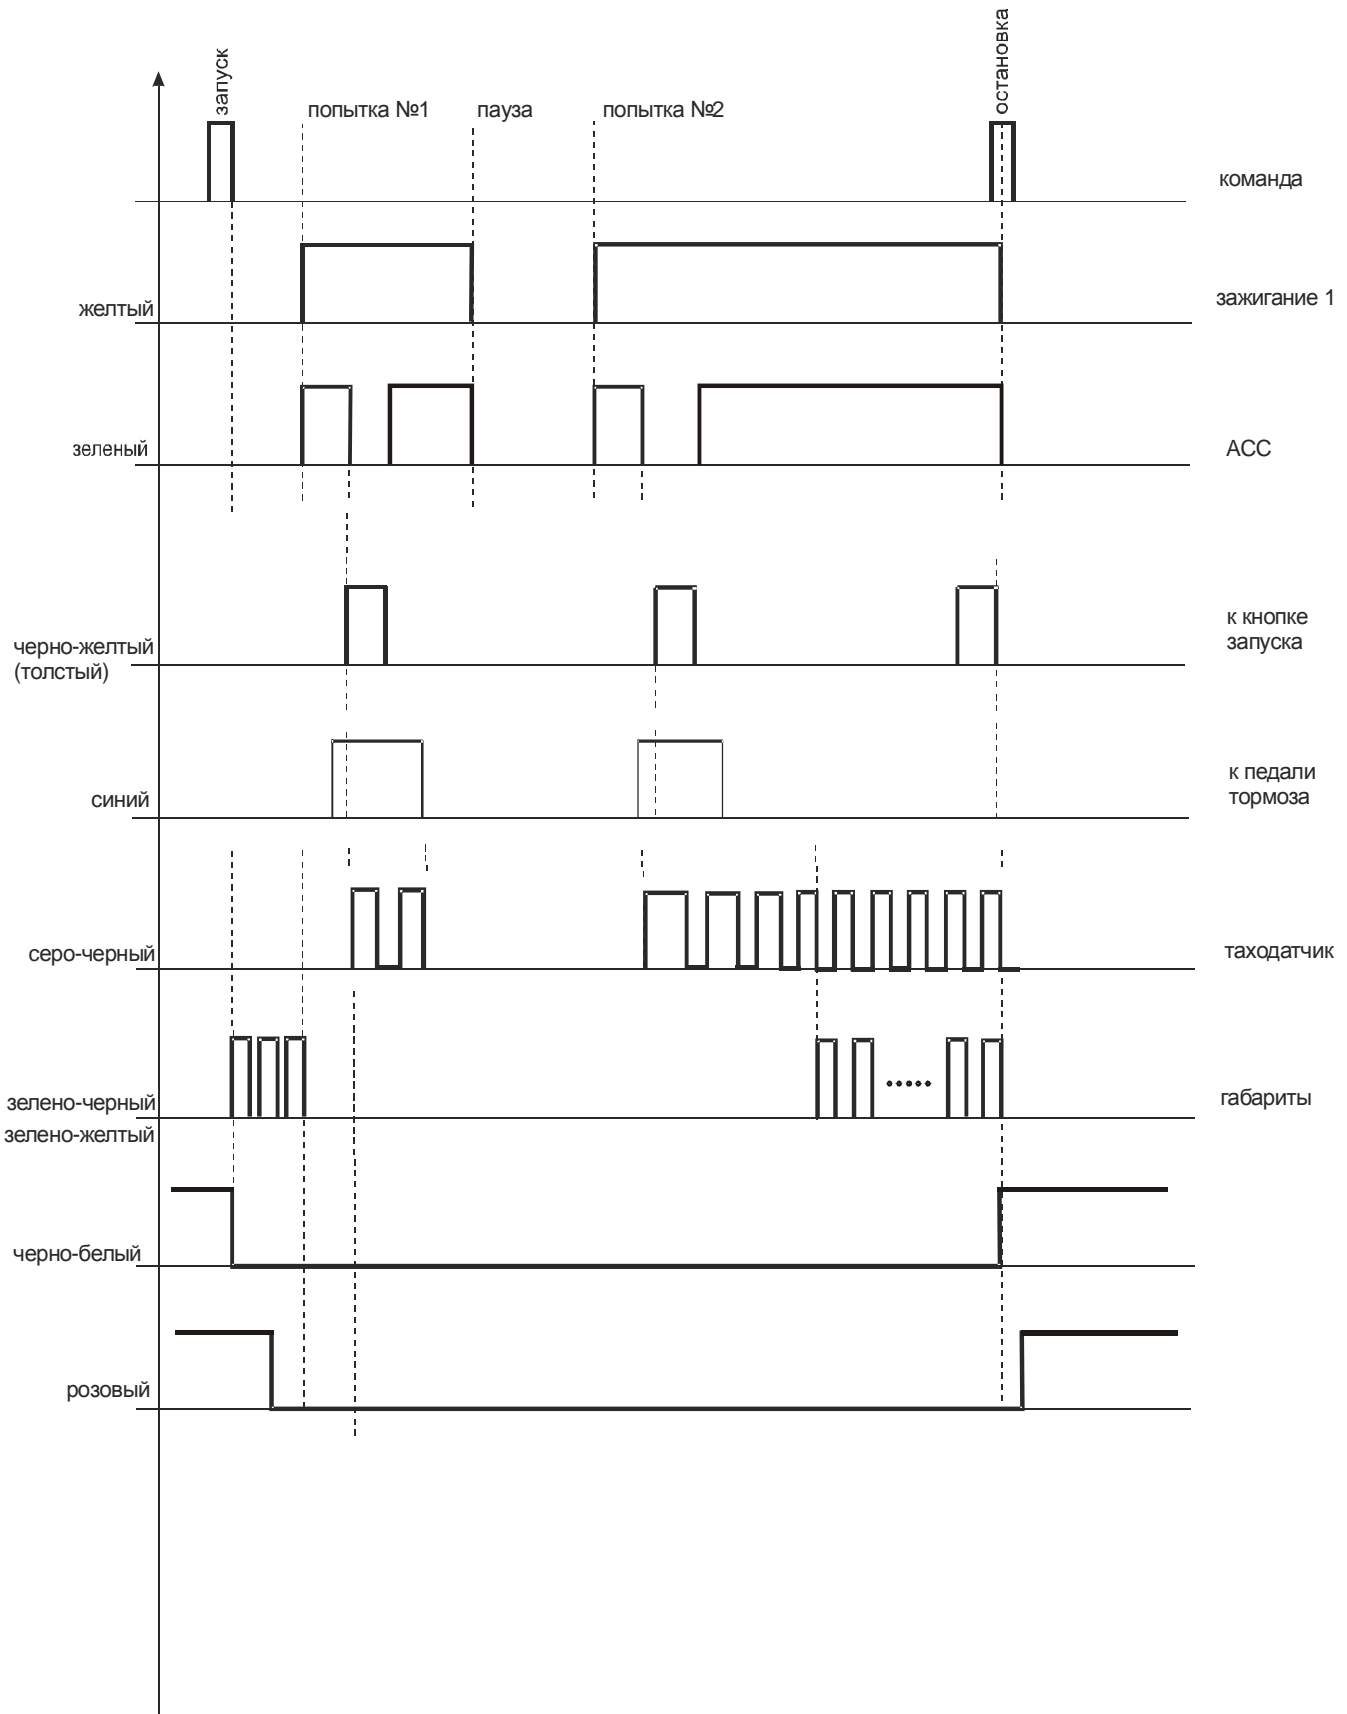 запуск
остановка
попытка №1
пауза
попытка №2
команда
желтый
зажигание 1
зеленый
АСС
черно-желтый
(толстый)
к кнопке
запуска
синий
к педали
тормоза
серо-черный
таходатчик
зелено-черный
зелено-желтый
габариты
черно-белый
розовый